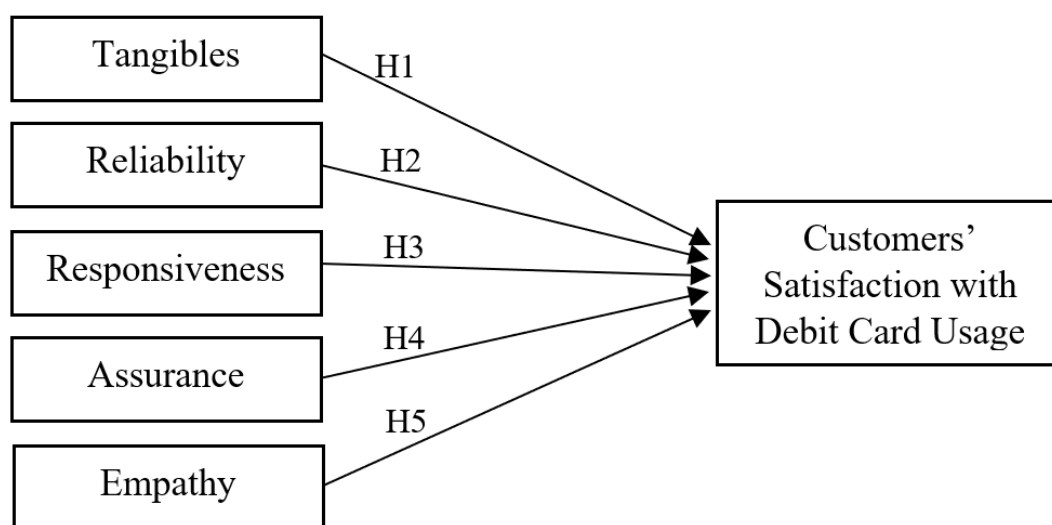 Tangibles
H1
Reliability
H2
Responsiveness
H3
Assurance
H4
Empathy
H5
Customers’
Satisfaction with
Debit Card Usage